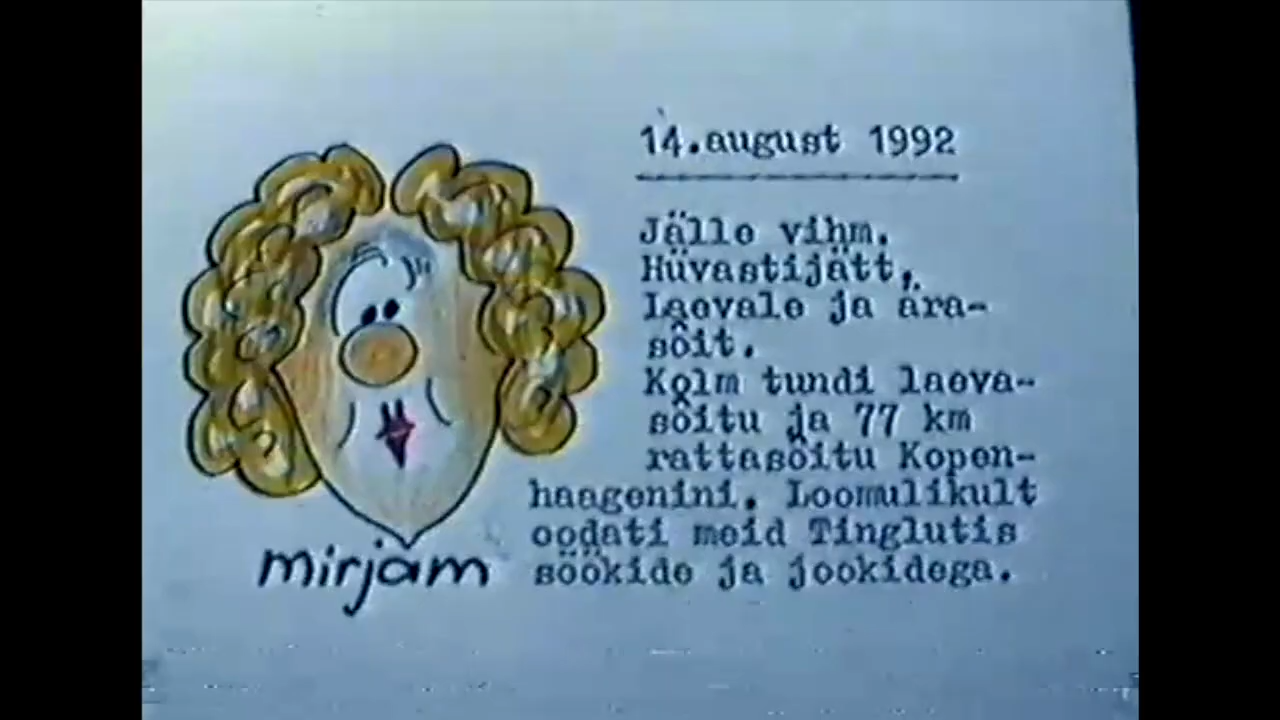 14.august 1992
Jälle vihm.
Hüvastijätt,
Laevale ja ära-
sõit.
Kolm tundi laeva-
sõitu ja 77 km
rattasõitu Kopen-
haagenini. Loomulikult
oodati meid Tinglutis
söökide ja jookidega.
mirjam